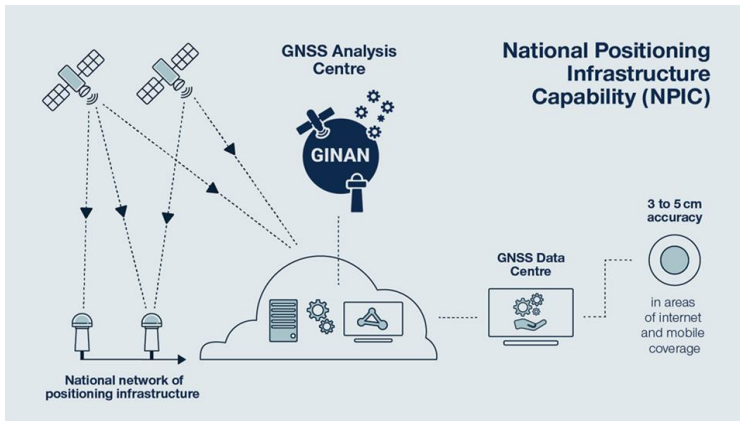 GNSS Analysis
Centre
National Positioning
Infrastructure
Capability (NPIC)
GINAN
3 to 5 cm
accuracy
GNSS Data
Centre
in areas
of internet
and mobile
coverage
National network of
positioning infrastructure